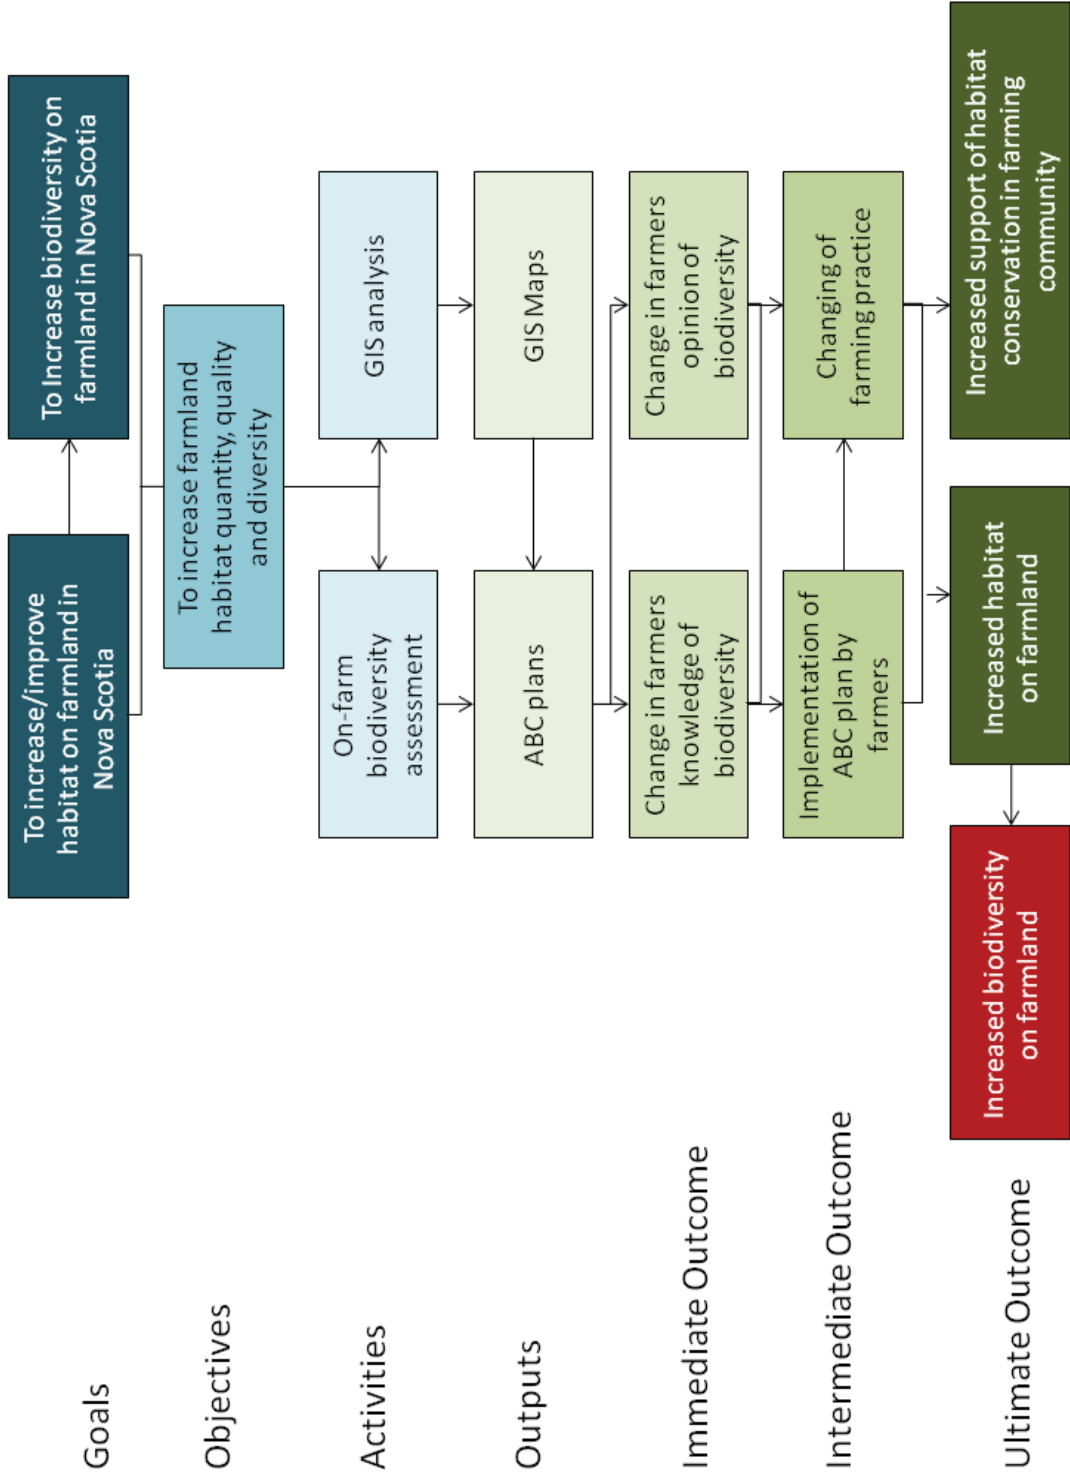 Goals
To increase/improve
habitat on farmland in
Nova Scotia
To Increase biodiversity on
farmland in Nova Scotia
Objectives
To increase farmland
habitat quantity, quality
and diversity
Activities
On-farm
biodiversity
assessment
GIS analysis
Outputs
ABC plans
GIS Maps
Immediate Outcome
Change in farmers
knowledge of
biodiversity
Change in farmers
opinion of
biodiversity
Intermediate Outcome
Implementation of
ABC plan by
farmers
Changing of
farming practice
Ultimate Outcome
Increased biodiversity
on farmland
Increased habitat
on farmland
Increased support of habitat
conservation in farming
community